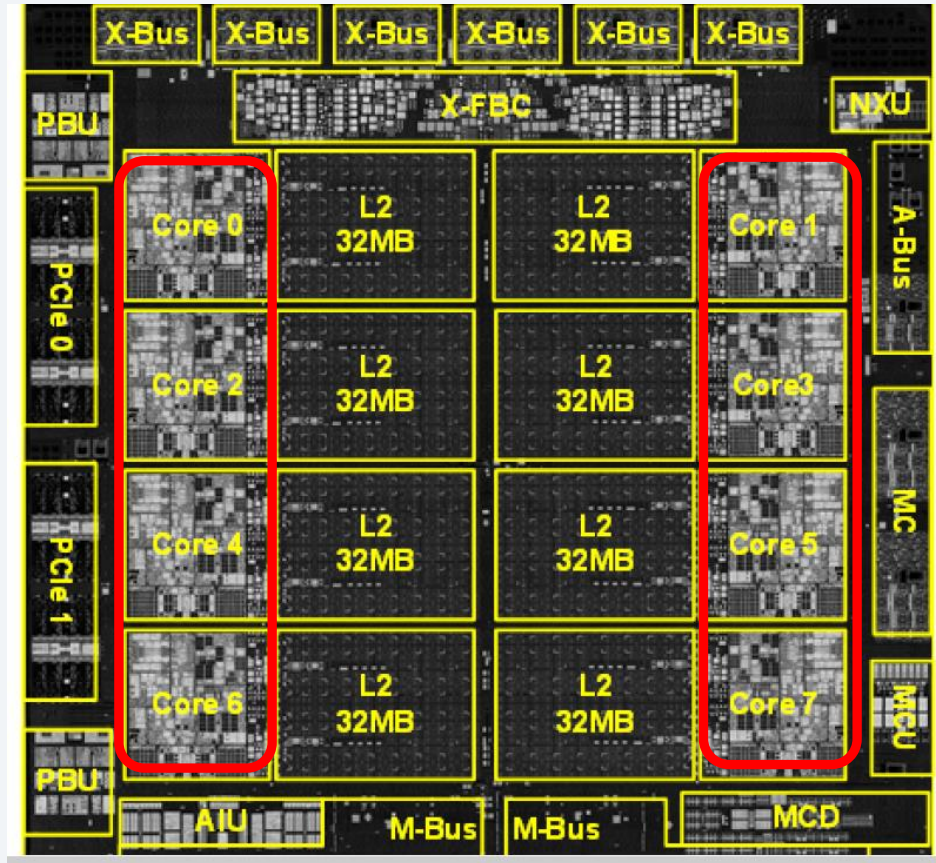 X-Bus X-Bus X-Bus X-Bus X-Bus X-Bus
PBU
X-FBC
NXU
Core 0
L2
32MB
L2
32MB
Core 1
A-Bus
PCIe 0
Core 2
L2
32MB
L2
32MB
Core3
MC
Core 4
L2
32MB
L2
32MB
Core 5
PCIe 1
Core 6
L2
32MB
L2
32MB
Core 7
MCU
PBU
AIU
M-Bus
M-Bus
MCD